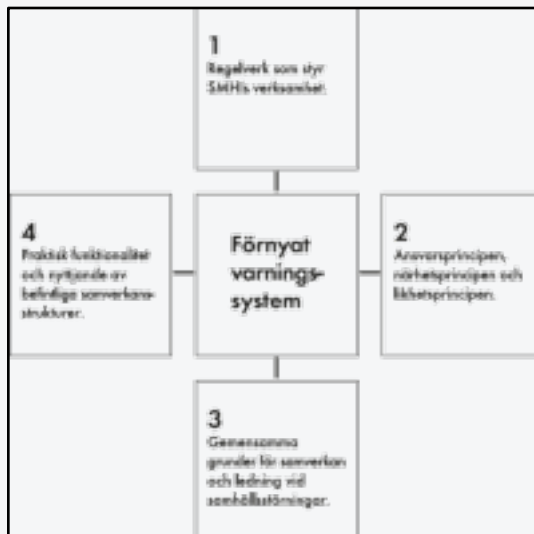 1
Regelverk som styr
SMHIs verksamhet.
4
Praktisk funktionalitet
och nyttjande av
befintliga samverkans-
strukturer.
Förnyat
varnings-
system
2
Ansvarsprincipen,
närhetsprincipen och
likhetsprincipen.
3
Gemensamma
grunder för samverkan
och ledning vid
samhällsstörningar.